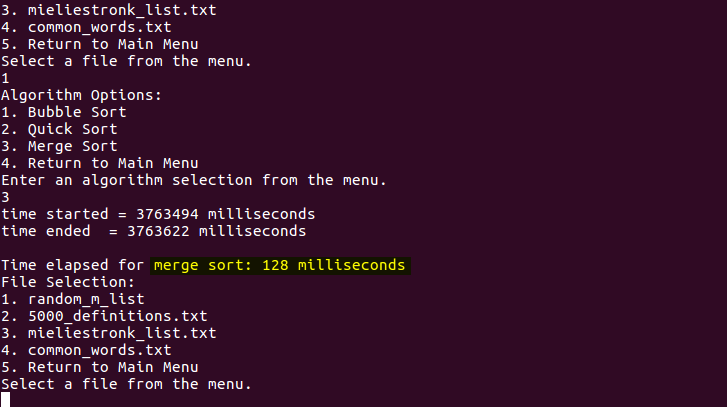 3. mieliestronk_list.txt
4. common_words.txt
5. Return to Main Menu
Select a file from the menu.
1
Algorithm Options:
1. Bubble Sort
2. Quick Sort
3. Merge Sort
4. Return to Main Menu
Enter an algorithm selection from the menu.
3
time started = 3763494 milliseconds
time ended  = 3763622 milliseconds
Time elapsed for merge sort: 128 milliseconds
File Selection:
1. random_m_list
2. 5000_definitions.txt
3. mieliestronk_list.txt
4. common_words.txt
5. Return to Main Menu
Select a file from the menu.